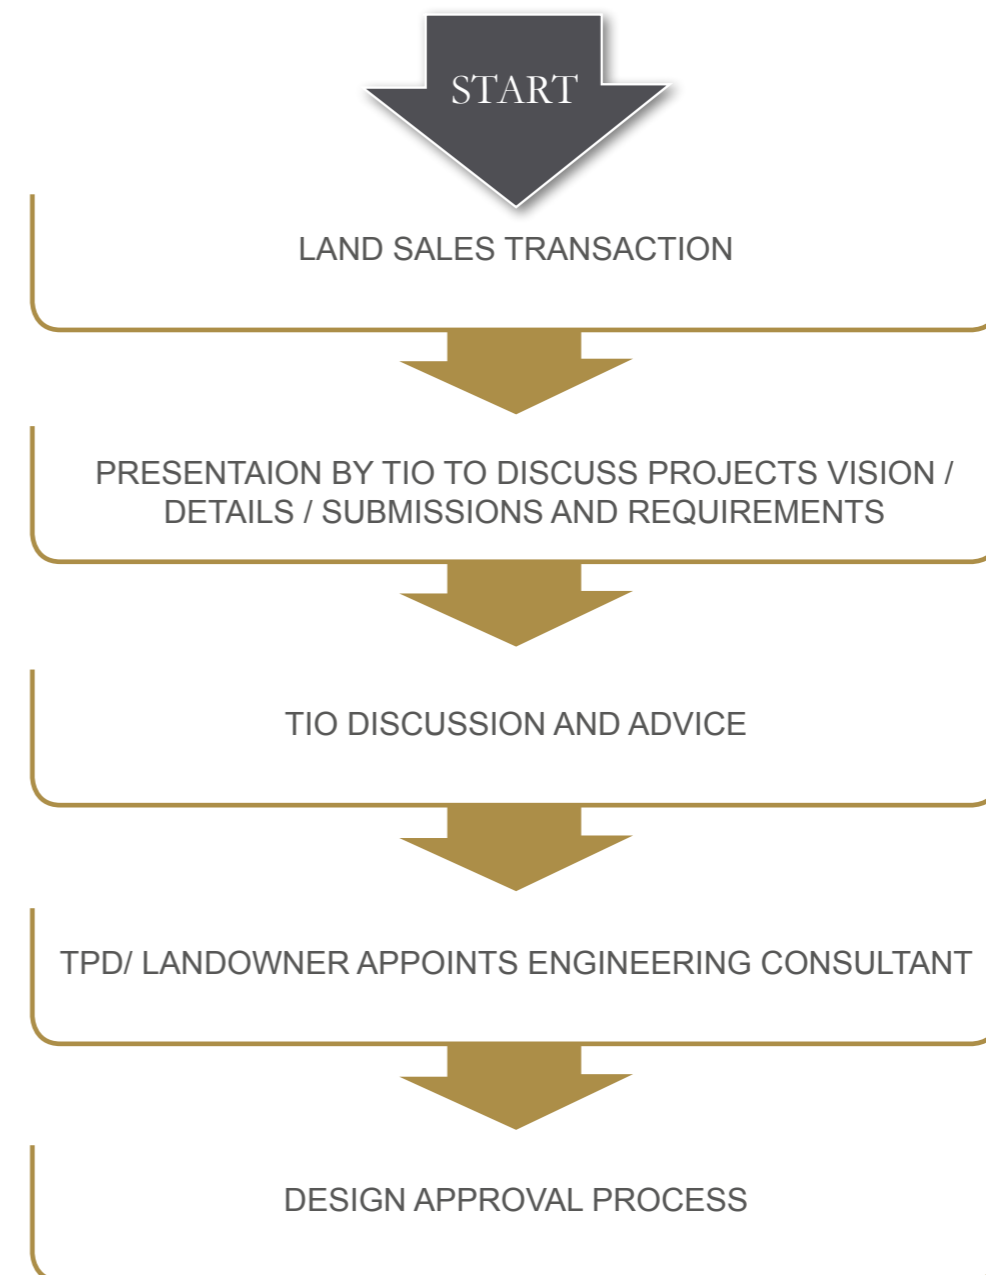 START
LAND SALES TRANSACTION
PRESENTAION BY TIO TO DISCUSS PROJECTS VISION /
DETAILS / SUBMISSIONS AND REQUIREMENTS
TIO DISCUSSION AND ADVICE
TPD/ LANDOWNER APPOINTS ENGINEERING CONSULTANT
DESIGN APPROVAL PROCESS